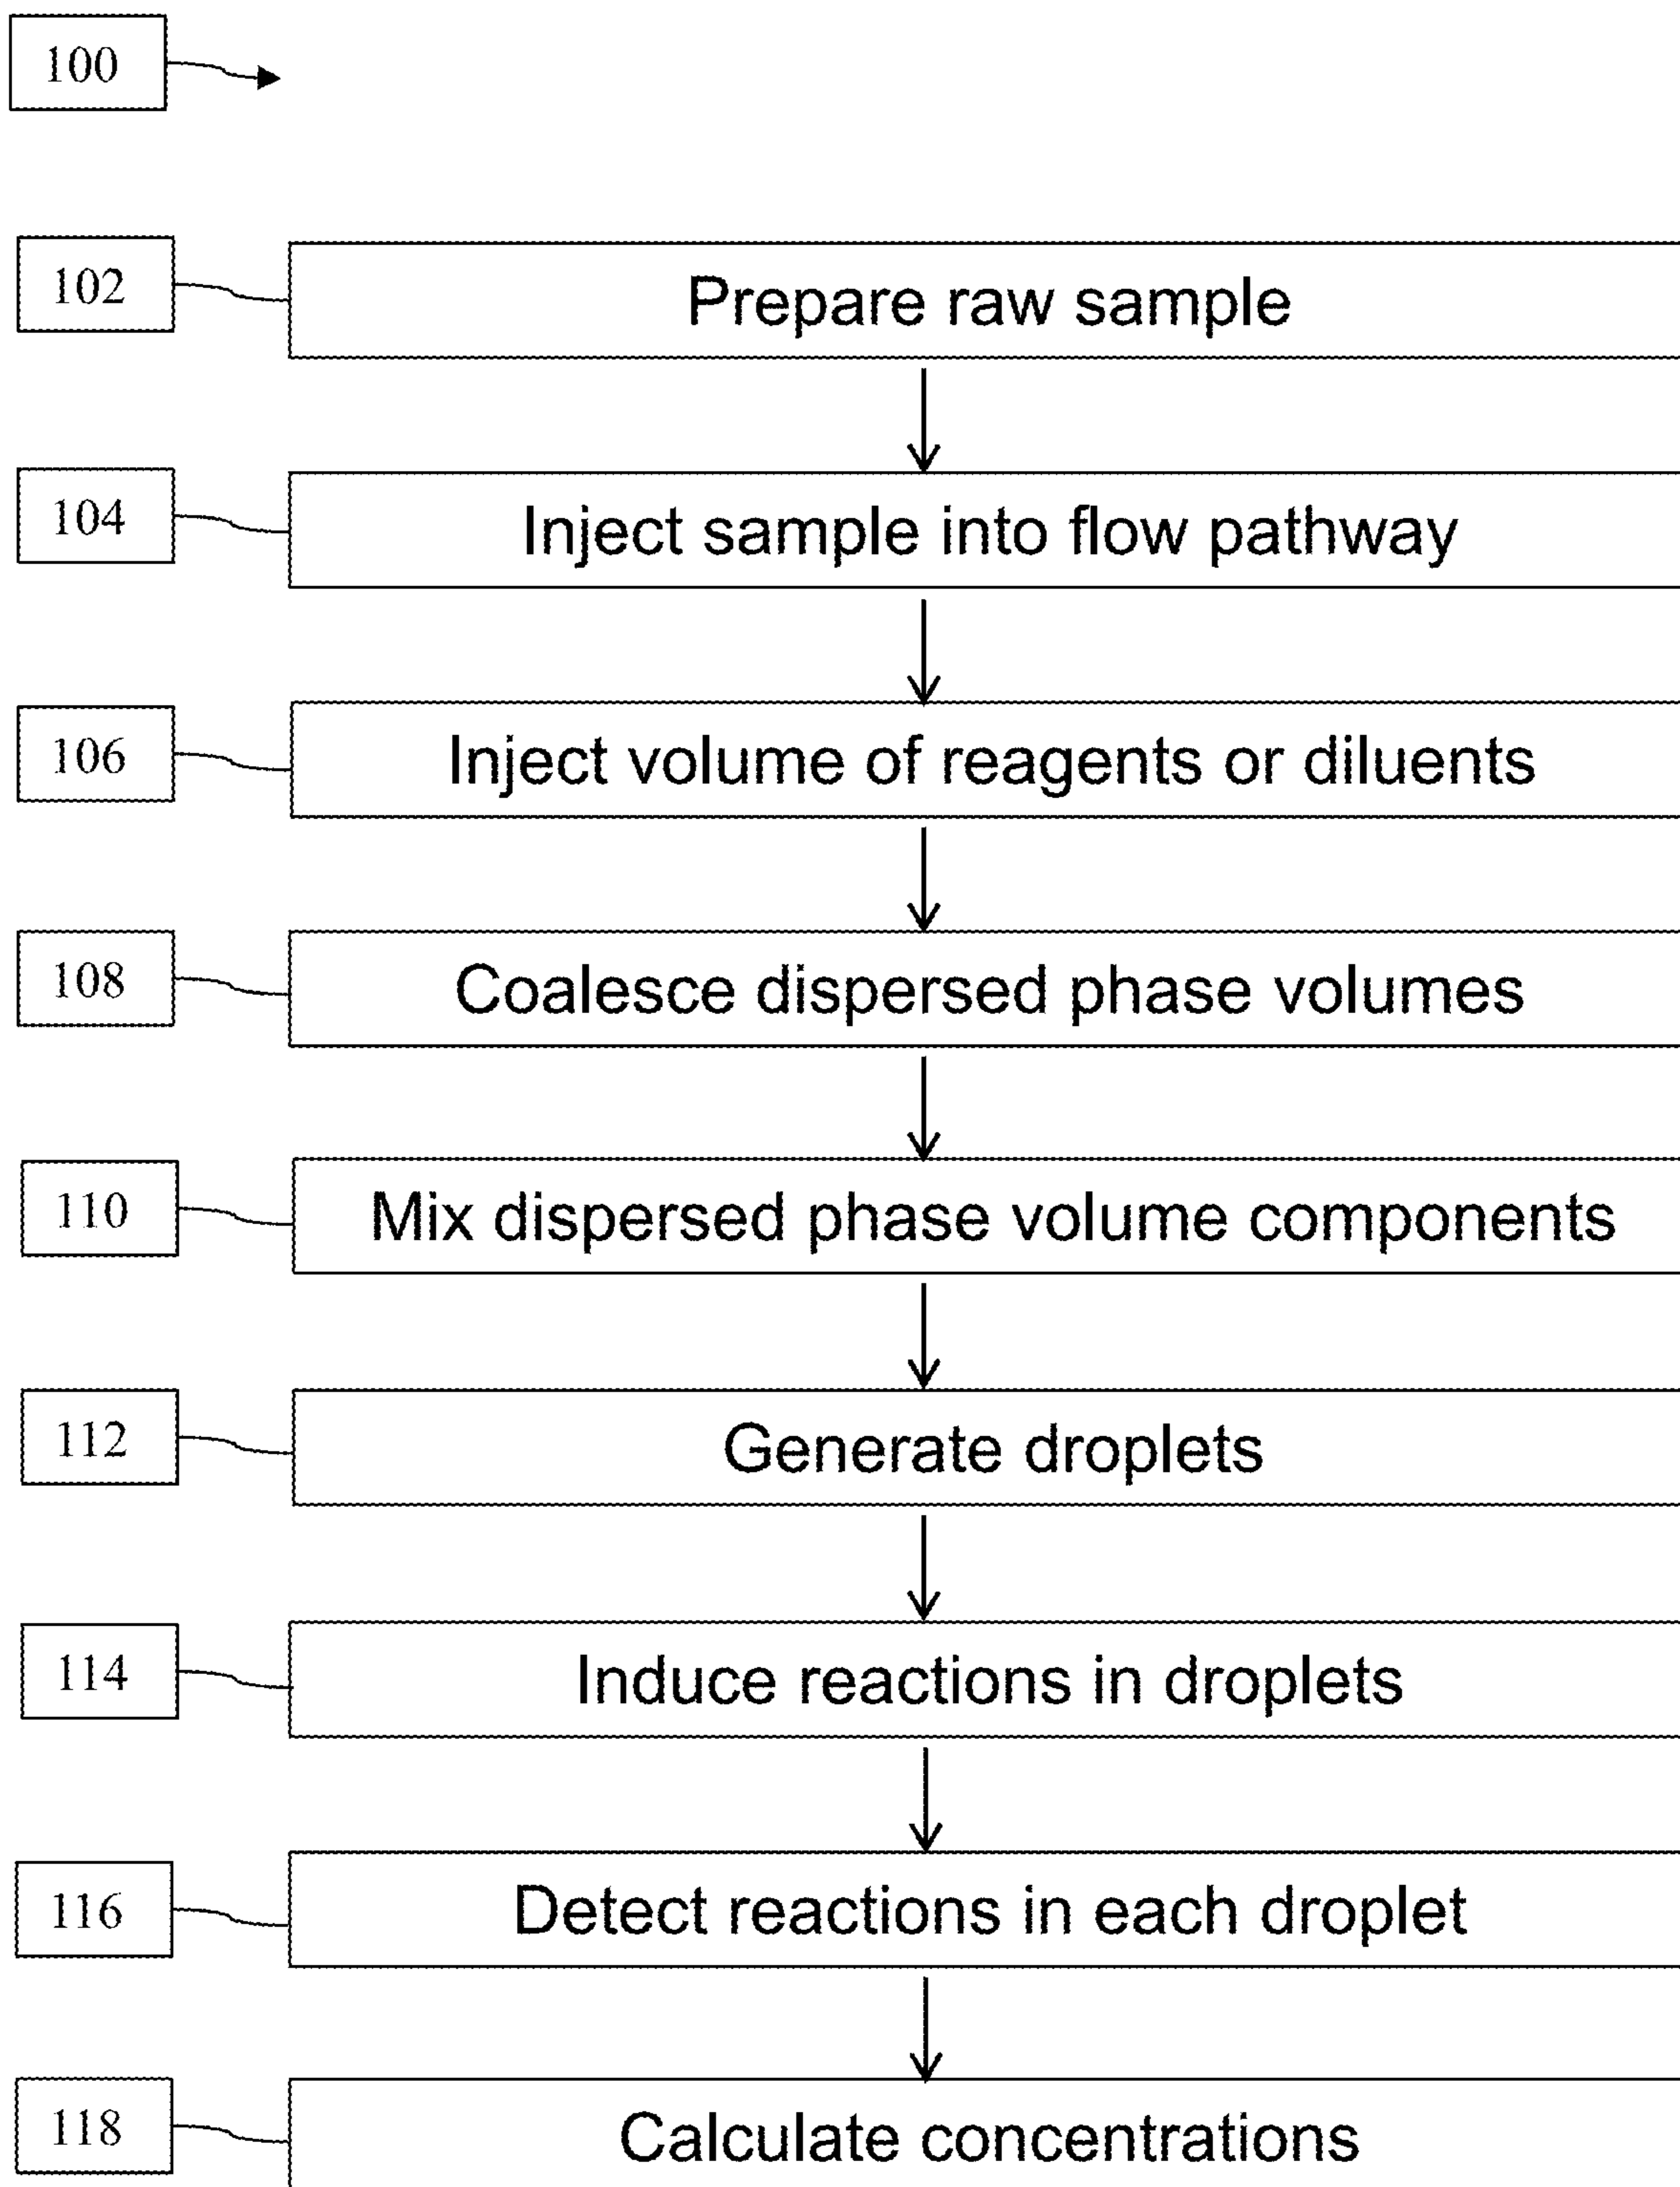 100
102
Prepare raw sample
104
Inject sample into flow pathway
106
Inject volume of reagents or diluents
108
Coalesce dispersed phase volumes
110
Mix dispersed phase volume components
112
Generate droplets
114
Induce reactions in droplets
116
Detect reactions in each droplet
118
Calculate concentrations